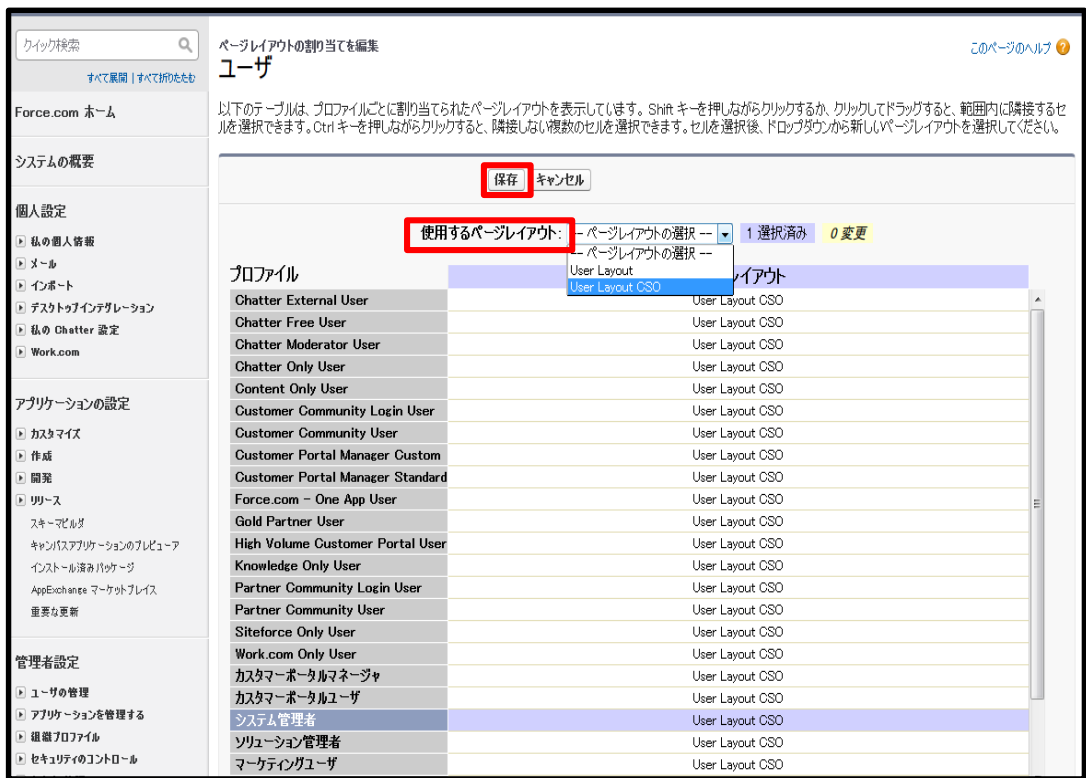 クイック検索
すべて展開 | すべて折りたたむ
Force.com ホーム
システムの概要
個人設定
私の個人情報
メール
インポート
デスクトップインテグレーション
私の Chatter 設定
Work.com
アプリケーションの設定
カスタマイズ
作成
開発
リリース
スキーマビルダ
キャンバスアプリケーションのプレビュー
インストール済みパッケージ
AppExchange マーケットプレイス
重要な更新
管理者設定
ユーザの管理
アプリケーションを管理する
組織プロファイル
セキュリティのコントロール
ページレイアウトの割り当てを編集
ユーザ
このページのヘルプ
以下のテーブルは、プロファイルごとに割り当てられたページレイアウトを表示しています。Shift キーを押しながらクリックするか、クリックしてドラッグすると、範囲内に隣接するセ
ルを選択できます。Ctrl キーを押しながらクリックすると、隣接しない複数のセルを選択できます。セルを選択後、ドロップダウンから新しいページレイアウトを選択してください。
保存 キャンセル
使用するページレイアウト: -- ページレイアウトの選択 -- 1 選択済み 0 変更
-- ページレイアウトの選択 --
User Layout
User Layout CSO
プロファイル レイアウト
Chatter External User User Layout CSO
Chatter Free User User Layout CSO
Chatter Moderator User User Layout CSO
Chatter Only User User Layout CSO
Content Only User User Layout CSO
Customer Community Login User User Layout CSO
Customer Community User User Layout CSO
Customer Portal Manager Custom User Layout CSO
Customer Portal Manager Standard User Layout CSO
Force.com - One App User User Layout CSO
Gold Partner User User Layout CSO
High Volume Customer Portal User User Layout CSO
Knowledge Only User User Layout CSO
Partner Community Login User User Layout CSO
Partner Community User User Layout CSO
Siteforce Only User User Layout CSO
Work.com Only User User Layout CSO
カスタマーポータルマネージャ User Layout CSO
カスタマーポータルユーザ User Layout CSO
システム管理者 User Layout CSO
ソリューション管理者 User Layout CSO
マーケティングユーザ User Layout CSO